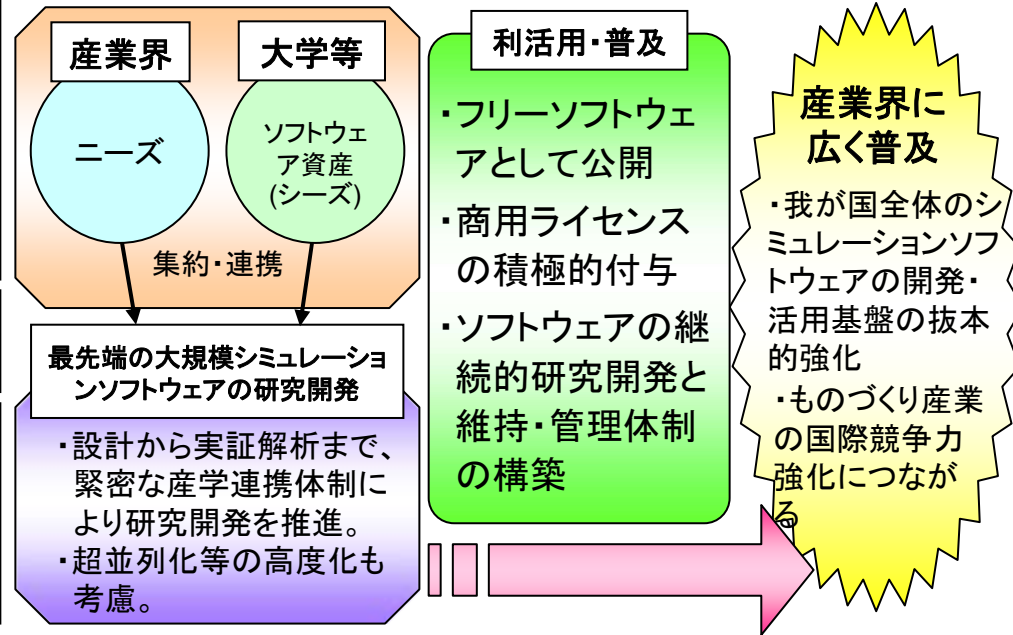 産業界
ニーズ
大学等
ソフトウェ
ア資産
(シーズ)
集約・連携
最先端の大規模シミュレーショ
ンソフトウェアの研究開発
・設計から実証解析まで、
緊密な産学連携体制に
より研究開発を推進。
・超並列化等の高度化も
考慮。
利活用・普及
・フリーソフトウェ
アとして公開
・商用ライセンス
の積極的付与
・ソフトウェアの継
続的研究開発と
維持・管理体制
の構築
産業界に
広く普及
・我が国全体のシ
ミュレーションソフ
トウェアの開発・
活用基盤の抜本
的強化
・ものづくり産業
の国際競争力
強化につなが
る